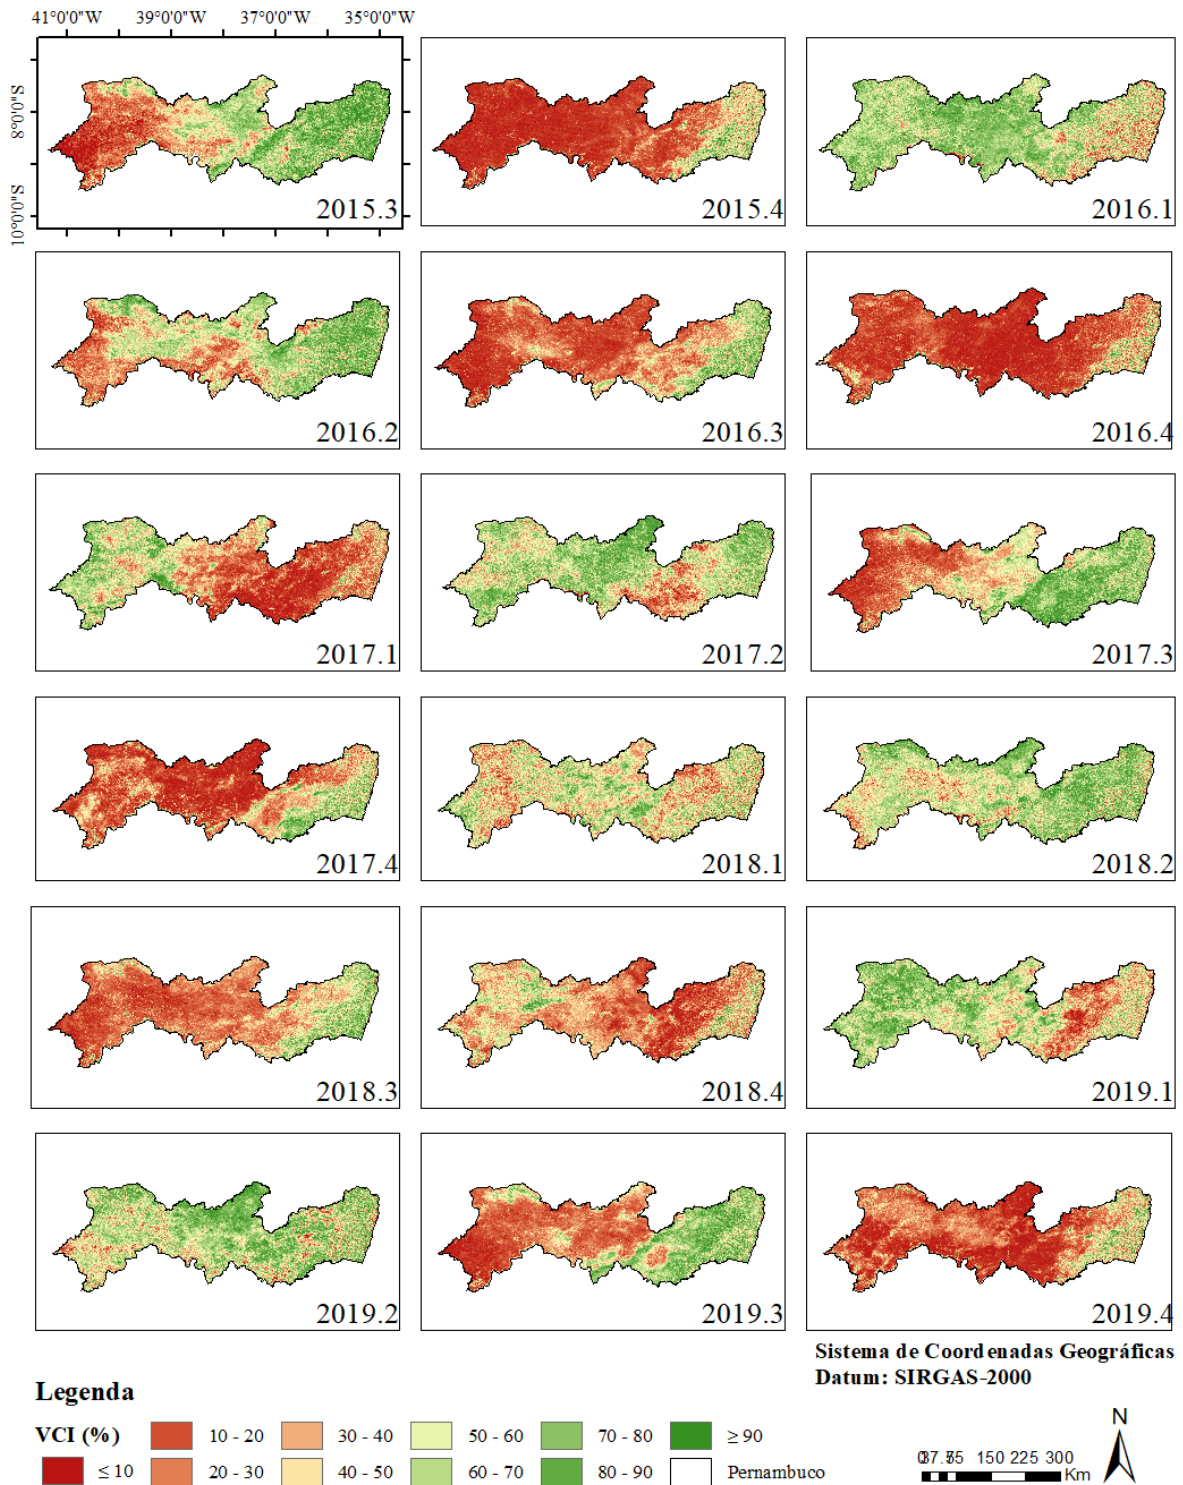 41°0'0"W 39°0'0"W 37°0'0"W 35°0'0"W
8°0'0"S
10°0'0"S
2015.3 2015.4 2016.1
2016.2 2016.3 2016.4
2017.1 2017.2 2017.3
2017.4 2018.1 2018.2
2018.3 2018.4 2019.1
2019.2 2019.3 2019.4
Sistema de Coordenadas Geográficas
Datum: SIRGAS-2000
Legenda
N
VCI (%) 10 - 20 30 - 40 50 - 60 70 - 80 ≥ 90
≤ 10 20 - 30 40 - 50 60 - 70 80 - 90 Pernambuco
150 225 300
Km